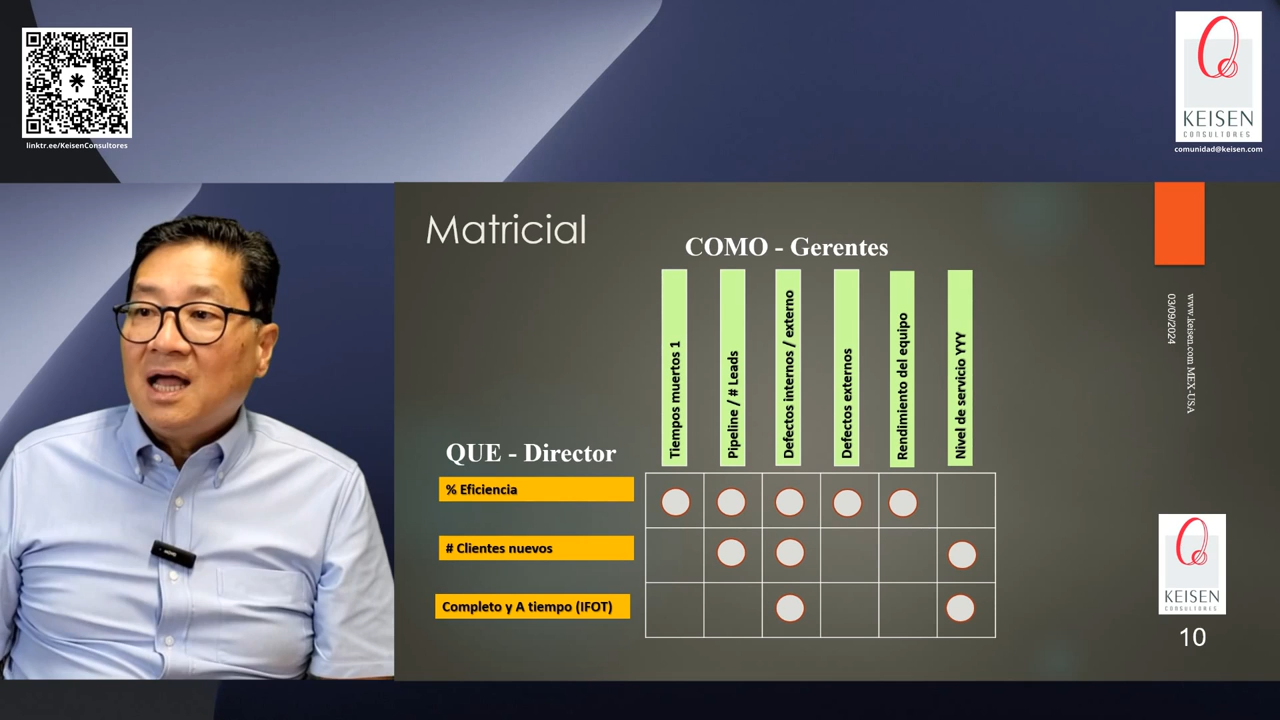 linktr.ee/KeisenConsultores
KEISEN
CONSULTORES
comunidad@keisen.com
Matricial
COMO - Gerentes
Tiempos muertos 1
Pipeline / # Leads
Defectos internos / externo
Defectos externos
Rendimiento del equipo
Nivel de servicio YYY
QUE - Director
% Eficiencia
# Clientes nuevos
Completo y A tiempo (IFOT)
www.keisen.com MEX-USA
03/09/2024
KEISEN
CONSULTORES
10